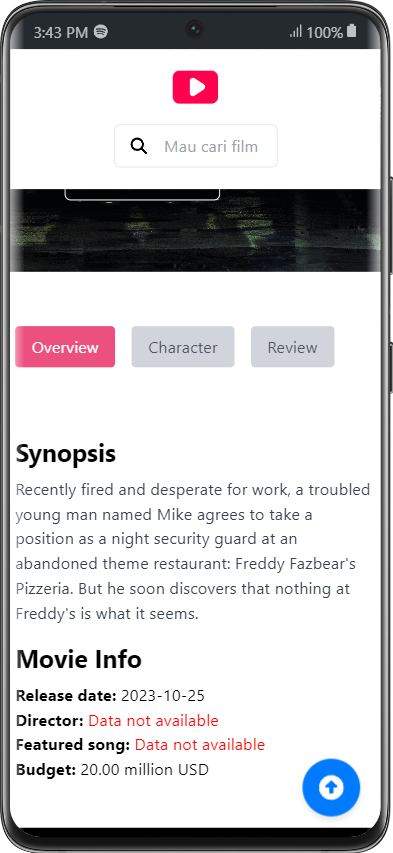 3:43 PM 100%
Mau cari film
Overview Character Review
Synopsis
Recently fired and desperate for work, a troubled
young man named Mike agrees to take a
position as a night security guard at an
abandoned theme restaurant: Freddy Fazbear's
Pizzeria. But he soon discovers that nothing at
Freddy's is what it seems.
Movie Info
Release date: 2023-10-25
Director: Data not available
Featured song: Data not available
Budget: 20.00 million USD